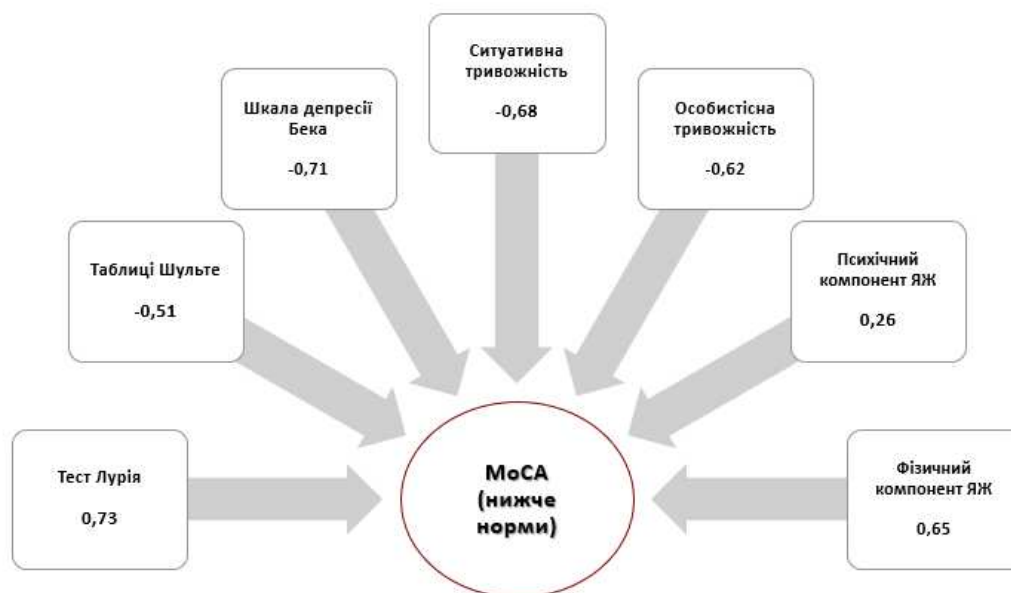 Ситуативна
тривожність
-0,68
Шкала депресії
Бека
-0,71
Особистісна
тривожність
-0,62
Таблиці Шульте
-0,51
Психічний
компонент ЯЖ
0,26
Тест Лурія
0,73
МоСА
(нижче
норми)
Фізичний
компонент ЯЖ
0,65